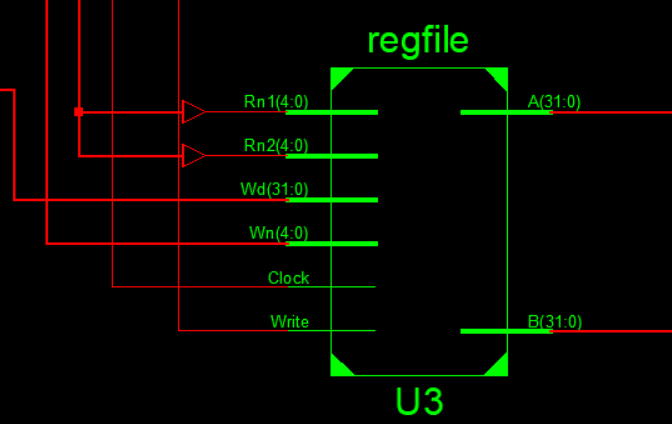 regfile
Rn1(4:0)
A(31:0)
Rn2(4:0)
Wd(31:0)
Wn(4:0)
Clock
Write
B(31:0)
U3